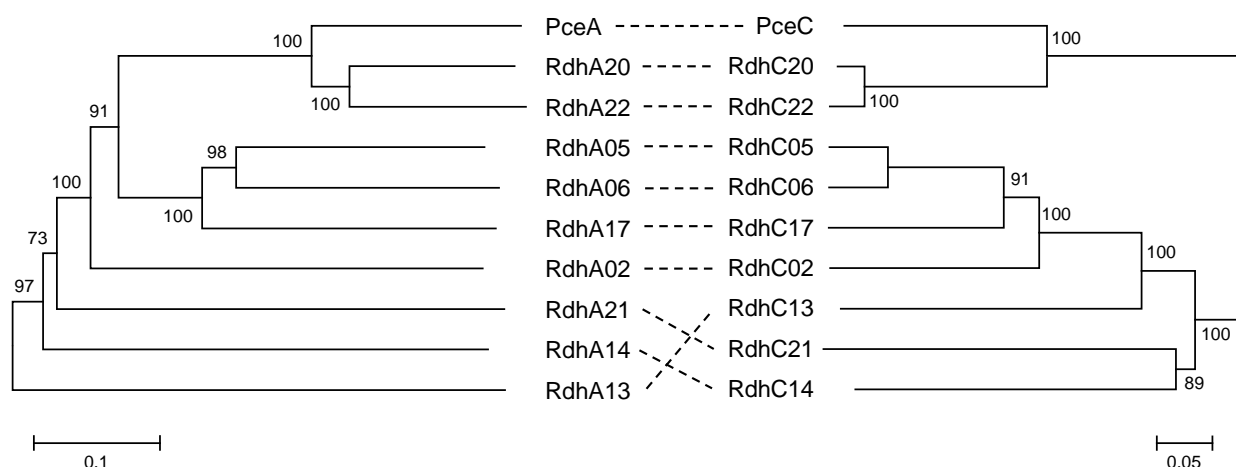 PceA PceC
100 100
RdhA20 RdhC20
100 100
RdhA22 RdhC22
91
RdhA05 RdhC05
98
RdhA06 RdhC06
100 91
100 100
RdhA17 RdhC17
73 100
RdhA02 RdhC02
97
RdhA21 RdhC13
100
RdhA14 RdhC21
89
RdhA13 RdhC14
0.1 0.05